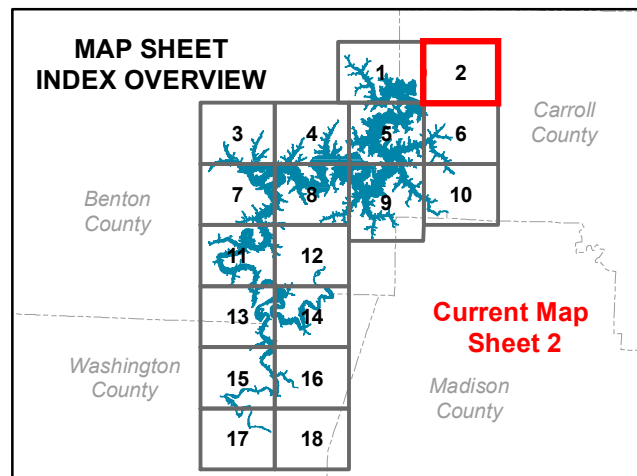 MAP SHEET
INDEX OVERVIEW
1
2
Carroll
County
3
4
5
6
Benton
County
7
8
9
10
11
12
13
14
Current Map
Sheet 2
Washington
County
15
16
Madison
County
17
18